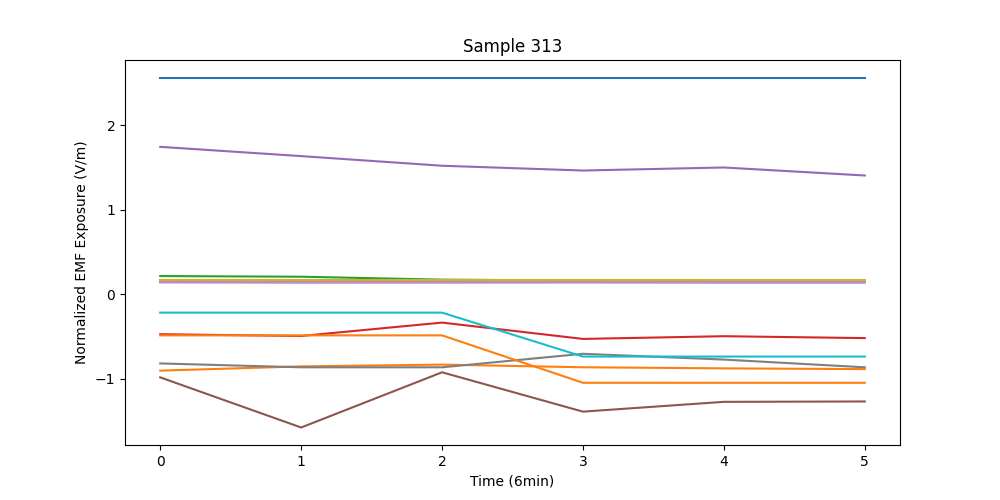 Sample 313
Normalized EMF Exposure (V/m)
2
1
0
−1
0 1 2 3 4 5
Time (6min)